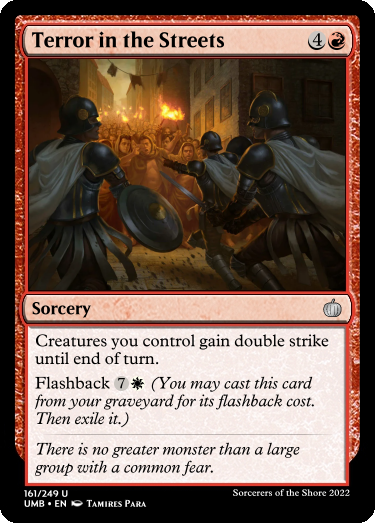 Terror in the Streets 4
Sorcery
Creatures you control gain double strike
until end of turn.
Flashback 7 (You may cast this card
from your graveyard for its flashback cost.
Then exile it.)
There is no greater monster than a large
group with a common fear.
161/249 U
UMB • EN Tamires Para
Sorcerers of the Shore 2022